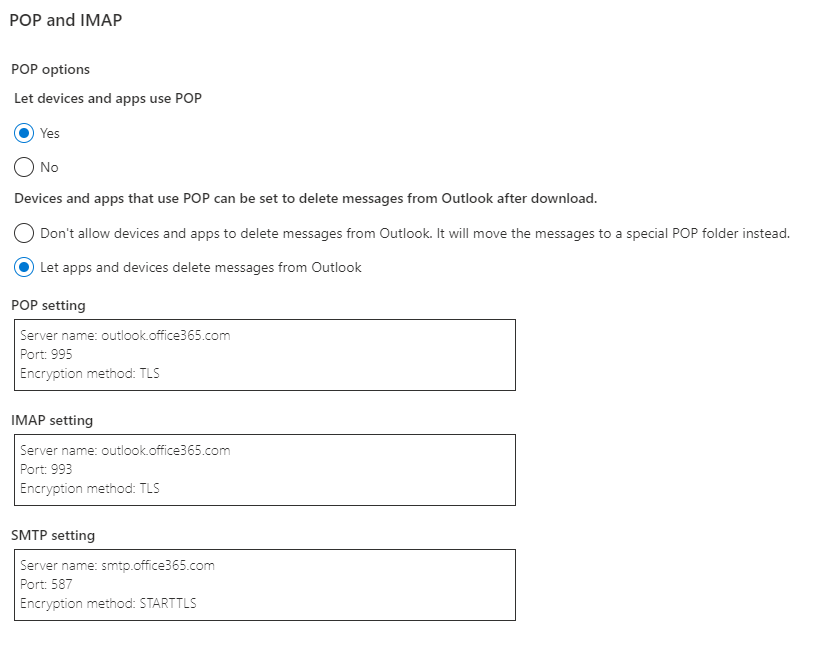 POP and IMAP
POP options
Let devices and apps use POP
Yes
No
Devices and apps that use POP can be set to delete messages from Outlook after download.
Don't allow devices and apps to delete messages from Outlook. It will move the messages to a special POP folder instead.
Let apps and devices delete messages from Outlook
POP setting
Server name: outlook.office365.com
Port: 995
Encryption method: TLS
IMAP setting
Server name: outlook.office365.com
Port: 993
Encryption method: TLS
SMTP setting
Server name: smtp.office365.com
Port: 587
Encryption method: STARTTLS